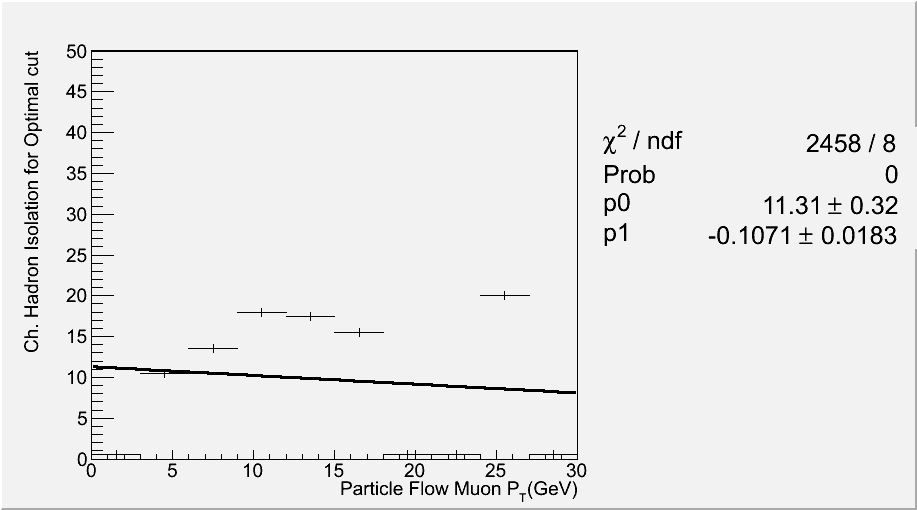 Ch. Hadron Isolation for Optimal cut
50
45
40
35
30
25
20
15
10
5
0
0 5 10 15 20 25 30
Particle Flow Muon P_T(GeV)
χ² / ndf 2458 / 8
Prob 0
p0 11.31 ± 0.32
p1 -0.1071 ± 0.0183